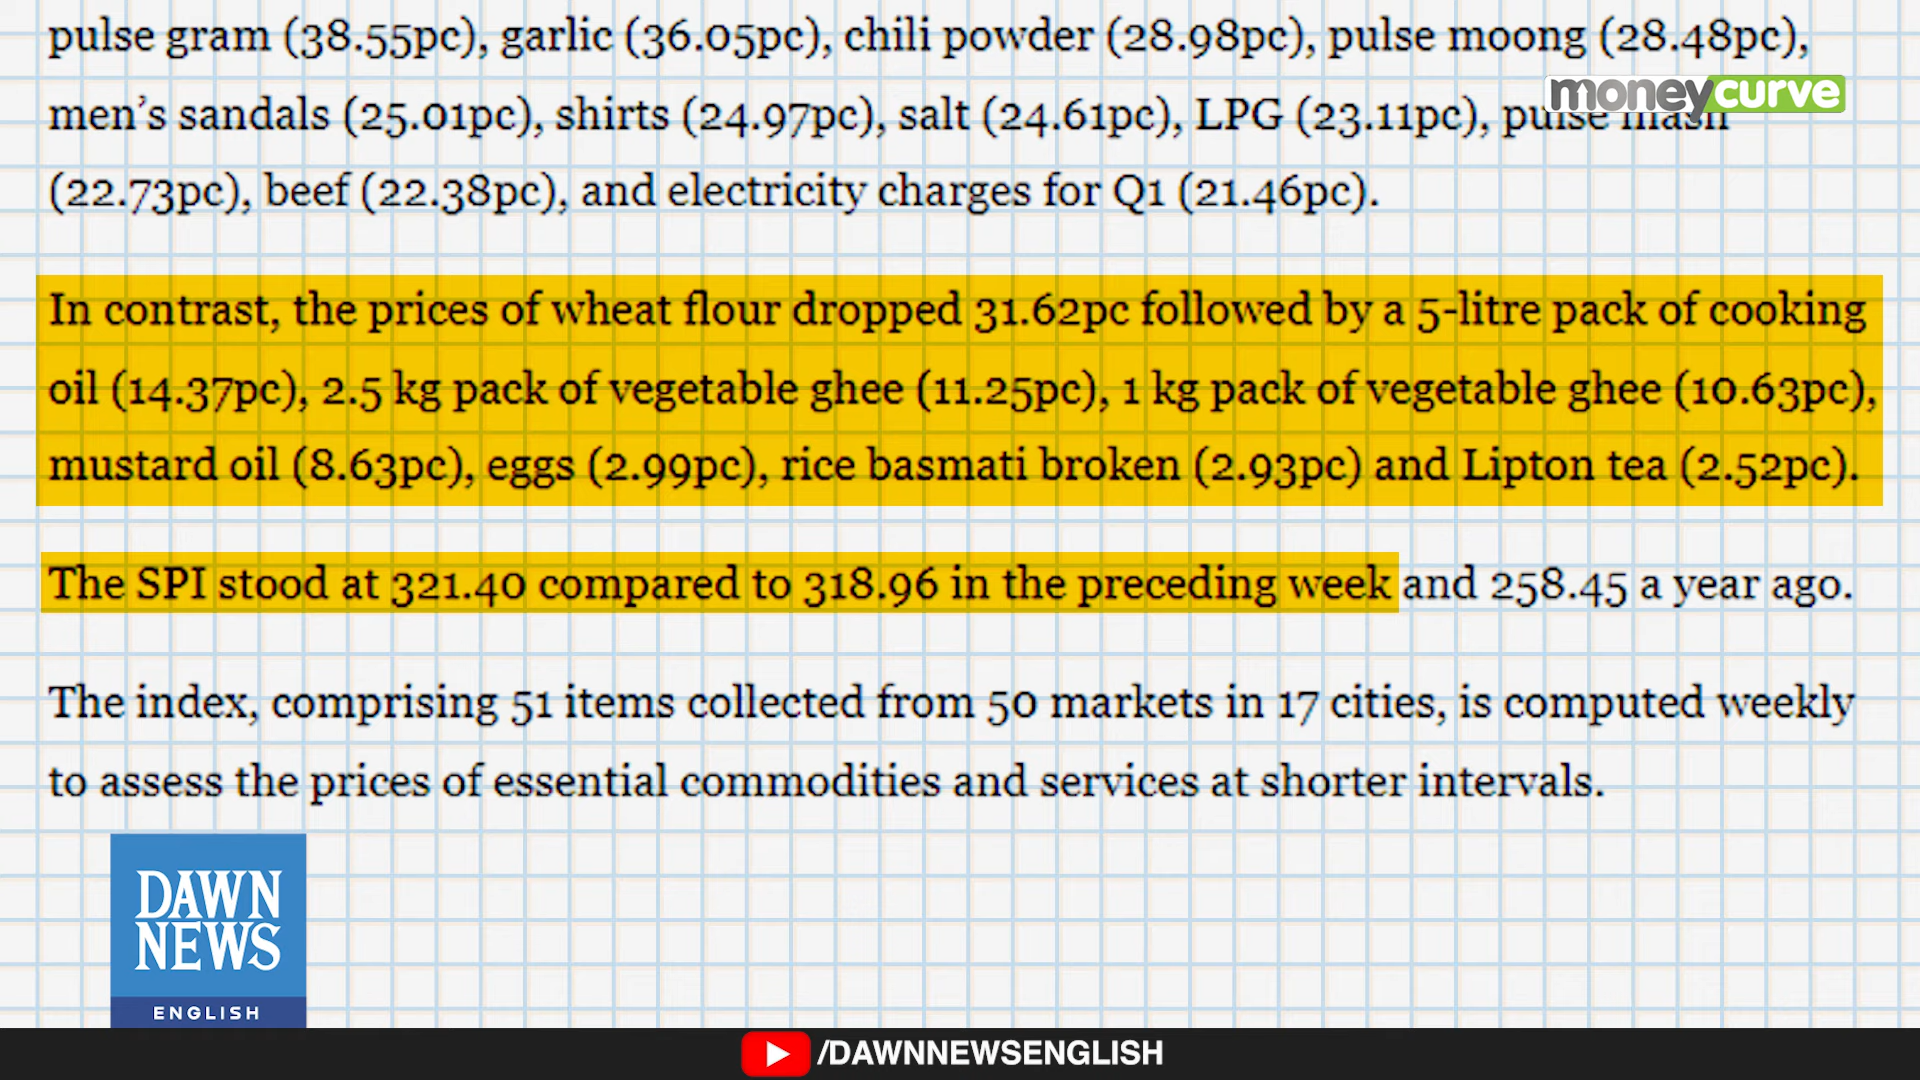 pulse gram (38.55pc), garlic (36.05pc), chili powder (28.98pc), pulse moong (28.48pc),
moneycurve
men’s sandals (25.01pc), shirts (24.97pc), salt (24.61pc), LPG (23.11pc), pulse mash
(22.73pc), beef (22.38pc), and electricity charges for Q1 (21.46pc).
In contrast, the prices of wheat flour dropped 31.62pc followed by a 5-litre pack of cooking
oil (14.37pc), 2.5 kg pack of vegetable ghee (11.25pc), 1 kg pack of vegetable ghee (10.63pc),
mustard oil (8.63pc), eggs (2.99pc), rice basmati broken (2.93pc) and Lipton tea (2.52pc).
The SPI stood at 321.40 compared to 318.96 in the preceding week and 258.45 a year ago.
The index, comprising 51 items collected from 50 markets in 17 cities, is computed weekly
to assess the prices of essential commodities and services at shorter intervals.
DAWN
NEWS
ENGLISH
/DAWNNEWSENGLISH